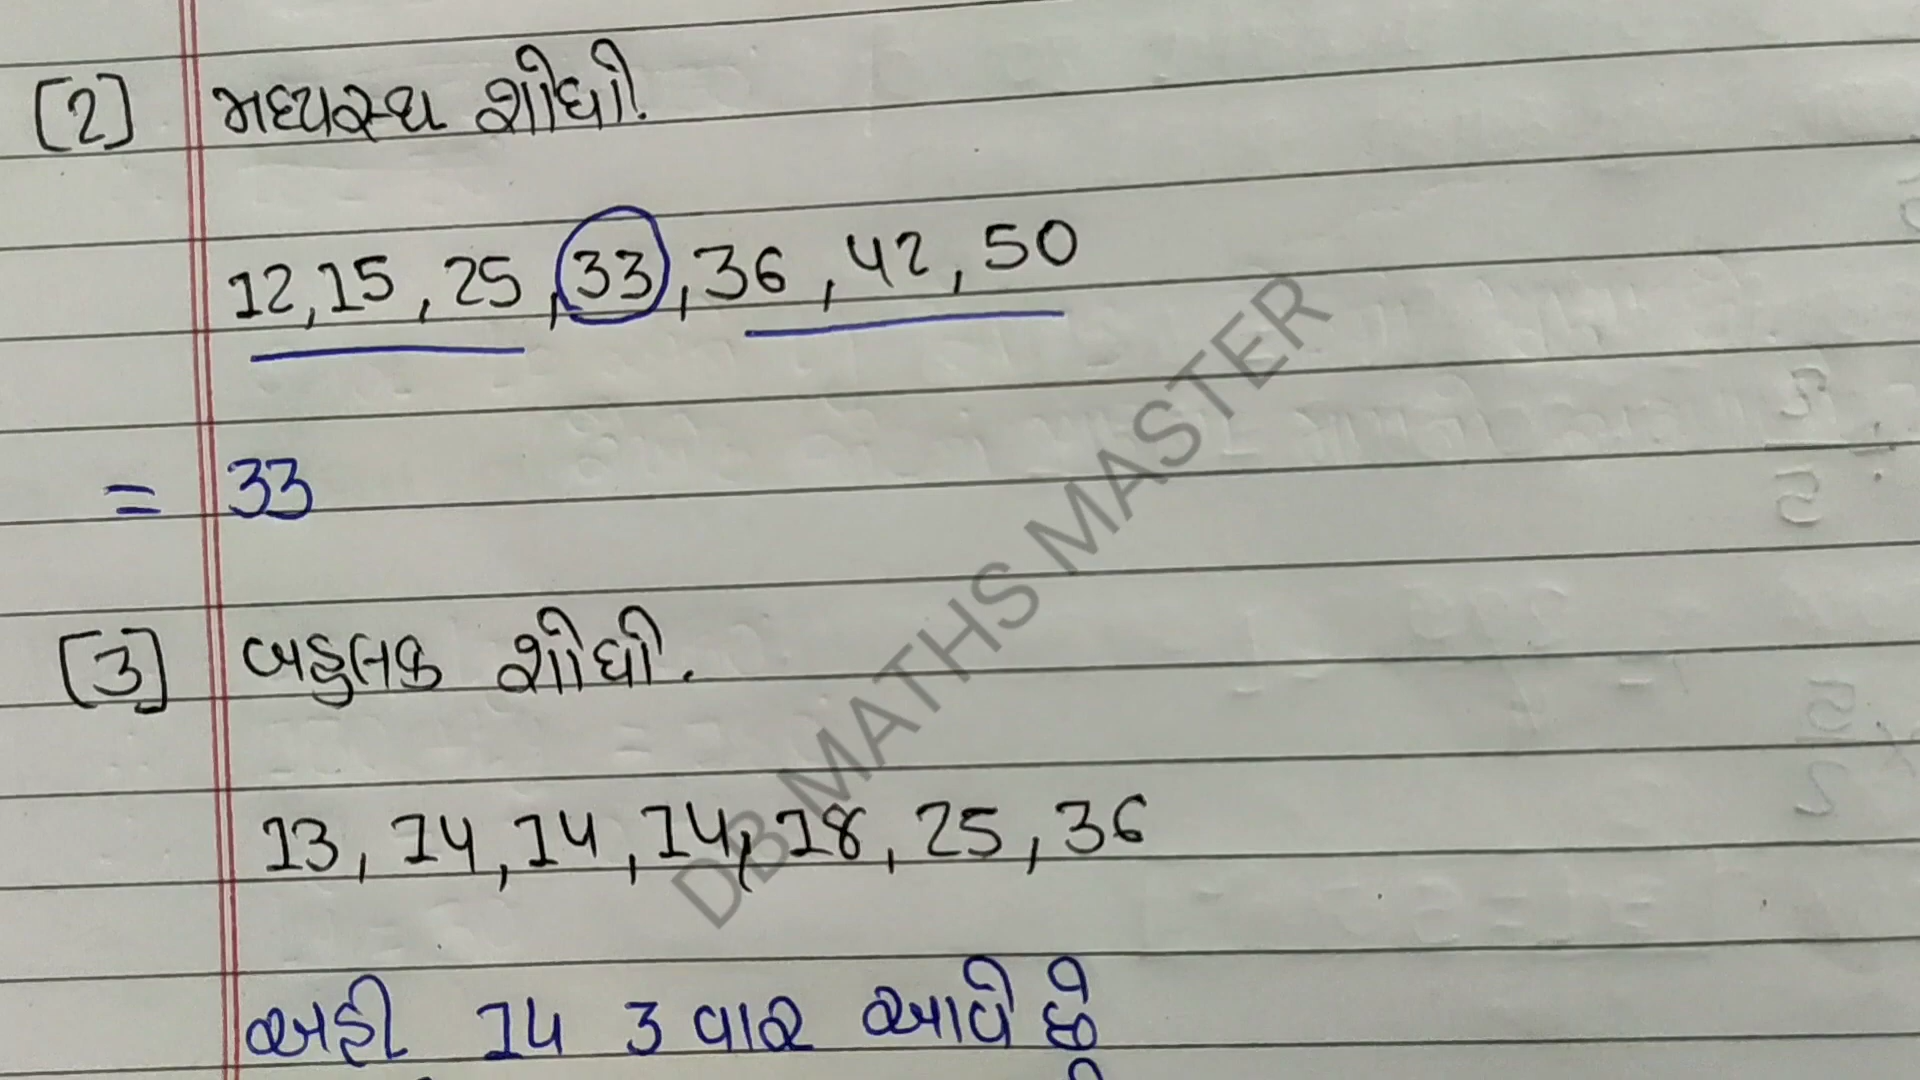 [2] મધ્યસ્થ શોધો.
12, 15, 25, 33, 36, 42, 50
= 33
[3] બહુલક શોધો.
13, 14, 14, 14, 18, 25, 36
અહી 14 3 વાર આવે છે
DB MATHS MASTER